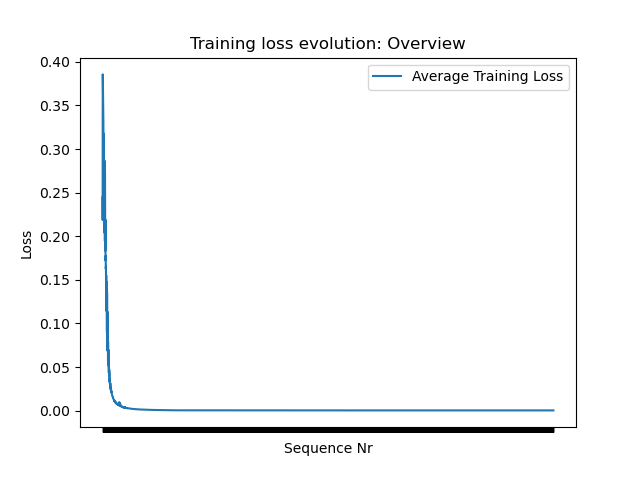 Training loss evolution: Overview
Average Training Loss
0.40
0.35
0.30
0.25
0.20
0.15
0.10
0.05
0.00
Loss
Sequence Nr